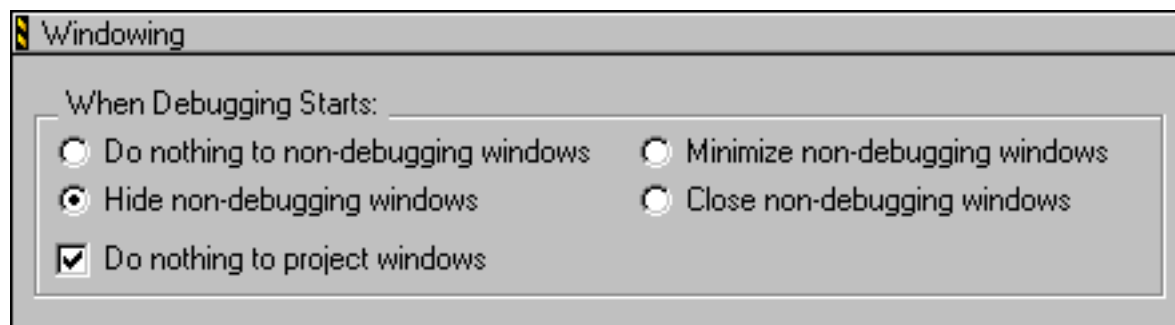 Windowing
When Debugging Starts:
Do nothing to non-debugging windows
Minimize non-debugging windows
Hide non-debugging windows
Close non-debugging windows
Do nothing to project windows